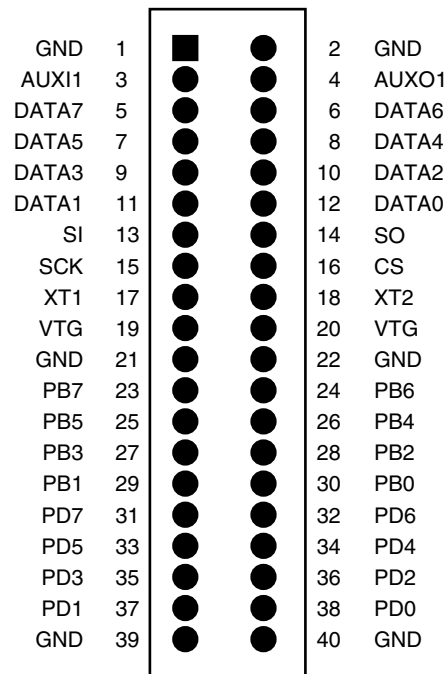 GND 1 2 GND
AUXI1 3 4 AUXO1
DATA7 5 6 DATA6
DATA5 7 8 DATA4
DATA3 9 10 DATA2
DATA1 11 12 DATA0
SI 13 14 SO
SCK 15 16 CS
XT1 17 18 XT2
VTG 19 20 VTG
GND 21 22 GND
PB7 23 24 PB6
PB5 25 26 PB4
PB3 27 28 PB2
PB1 29 30 PB0
PD7 31 32 PD6
PD5 33 34 PD4
PD3 35 36 PD2
PD1 37 38 PD0
GND 39 40 GND